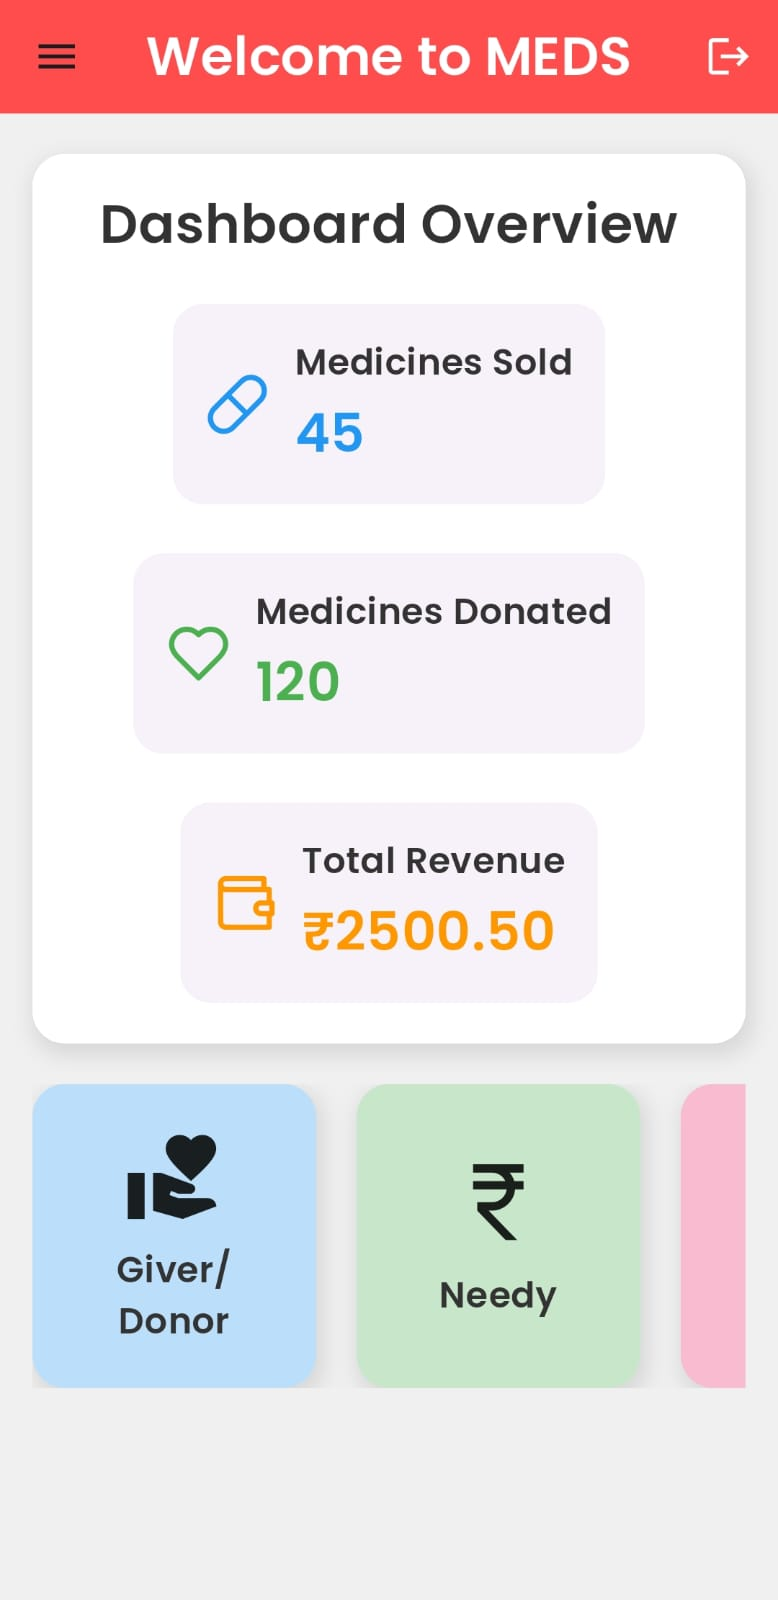 Welcome to MEDS
Dashboard Overview
Medicines Sold
45
Medicines Donated
120
Total Revenue
₹2500.50
Giver/
Donor
₹
Needy